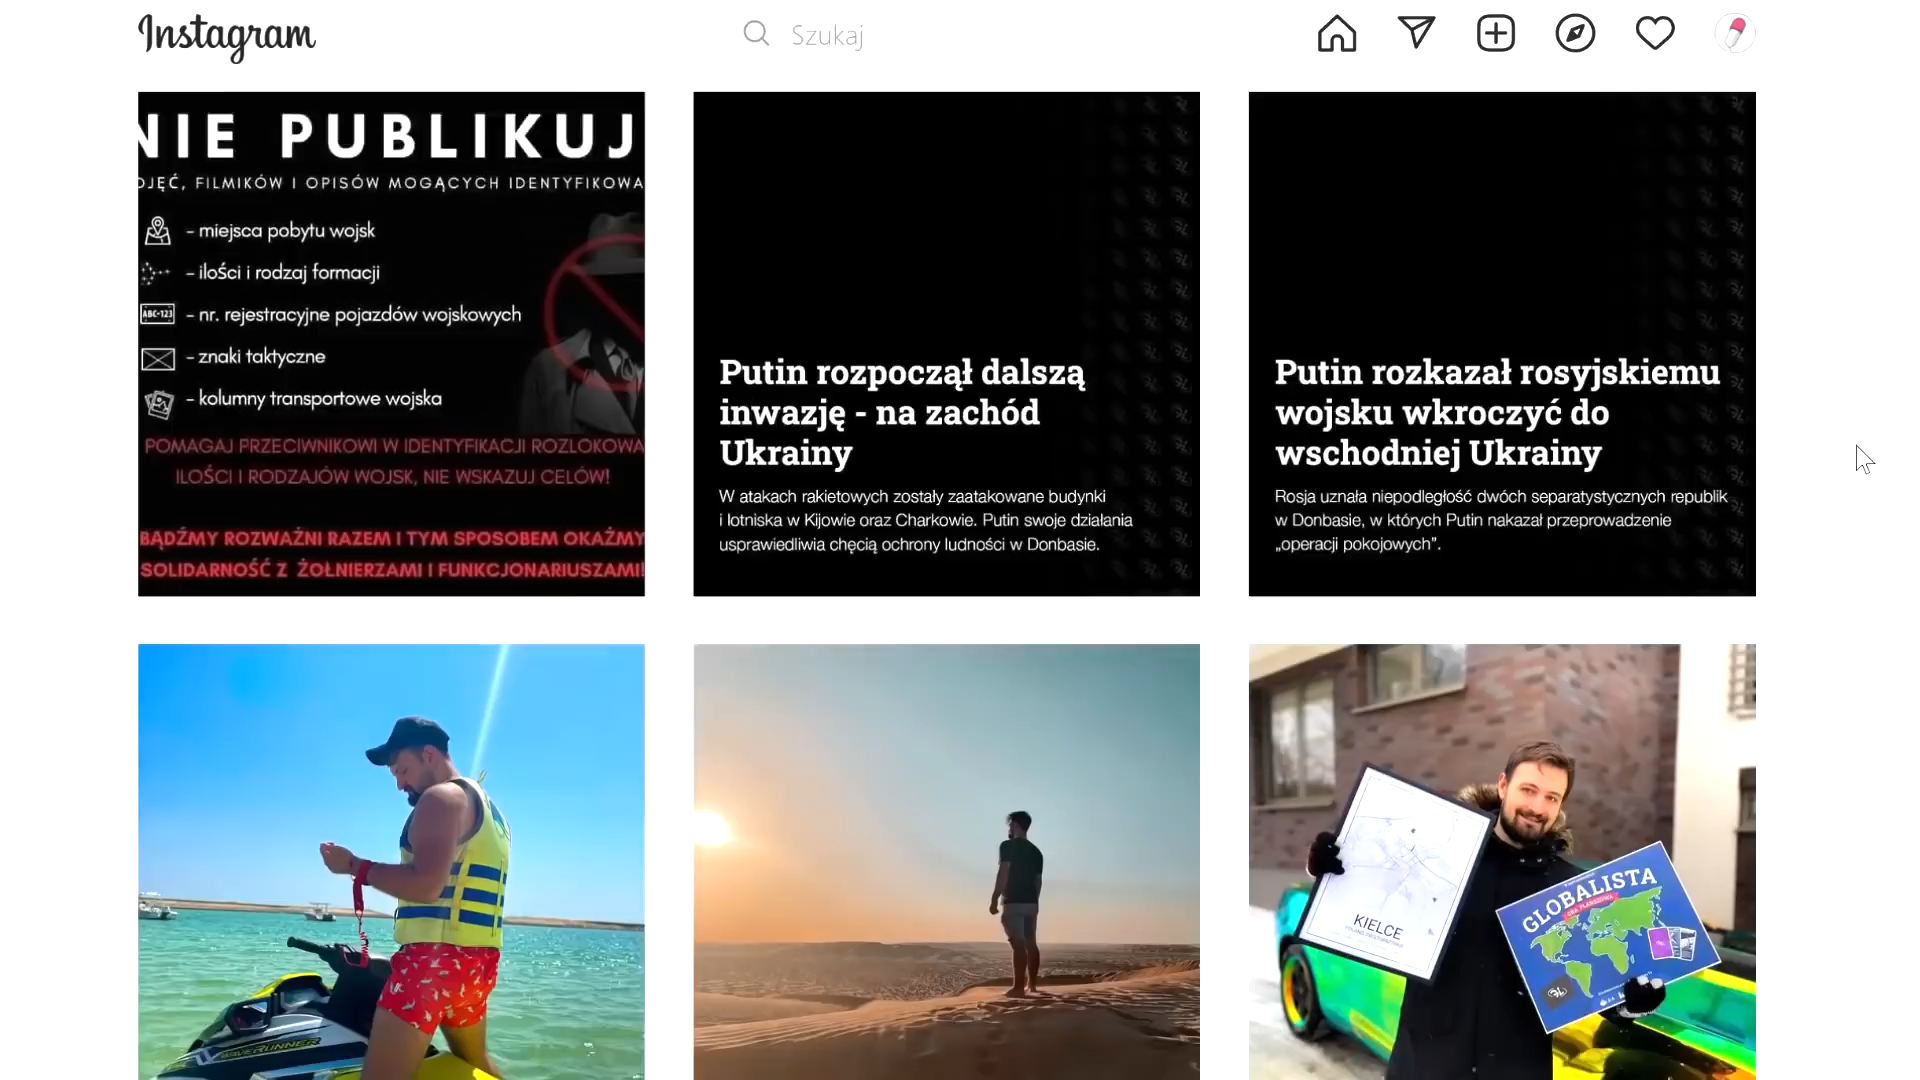 Instagram
Szukaj
NIE PUBLIKUJ
DJĘĆ, FILMIKÓW I OPISÓW MOGĄCYCH IDENTYFIKOWA
- miejsca pobytu wojsk
- ilości i rodzaj formacji
ABC-123
- nr. rejestracyjne pojazdów wojskowych
- znaki taktyczne
- kolumny transportowe wojska
POMAGAJ PRZECIWNIKOWI W IDENTYFIKACJI ROZLOKOWA
ILOŚCI I RODZAJÓW WOJSK, NIE WSKAZUJ CELÓW!
BĄDŹMY ROZWAŻNI RAZEM I TYM SPOSOBEM OKAŻMY
SOLIDARNOŚĆ Z ŻOŁNIERZAMI I FUNKCJONARIUSZAMI!
Putin rozpoczął dalszą
inwazję - na zachód
Ukrainy
W atakach rakietowych zostały zaatakowane budynki
i lotniska w Kijowie oraz Charkowie. Putin swoje działania
usprawiedliwia chęcią ochrony ludności w Donbasie.
Putin rozkazał rosyjskiemu
wojsku wkroczyć do
wschodniej Ukrainy
Rosja uznała niepodległość dwóch separatystycznych republik
w Donbasie, w których Putin nakazał przeprowadzenie
„operacji pokojowych”.
WAVERUNNER
KIELCE
GLOBALISTA
GRA PLANSZOWA